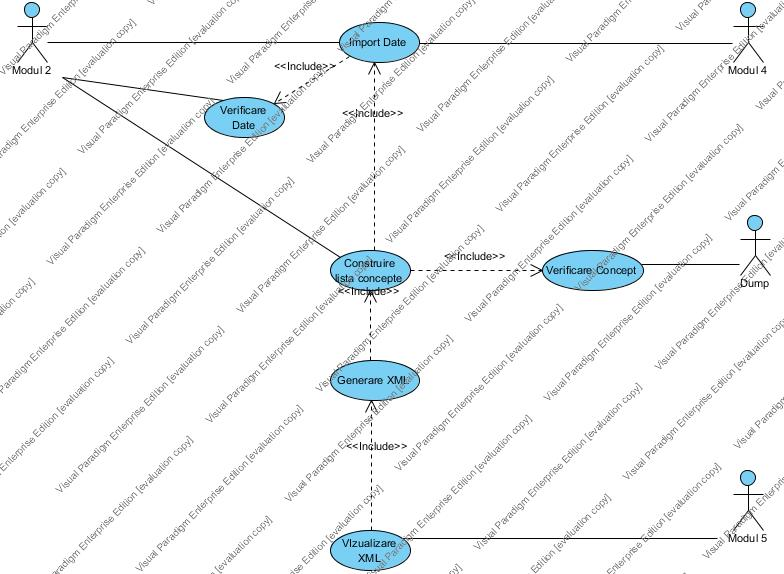 Modul 2
Import Date
Modul 4
<<Include>>
Verificare
Date
<<Include>>
Construire
lista concepte
<<Include>>
Verificare Concept
Dump
<<Include>>
Generare XML
<<Include>>
VIzualizare
XML
Modul 5
Visual Paradigm Enterprise Edition [evaluation copy]